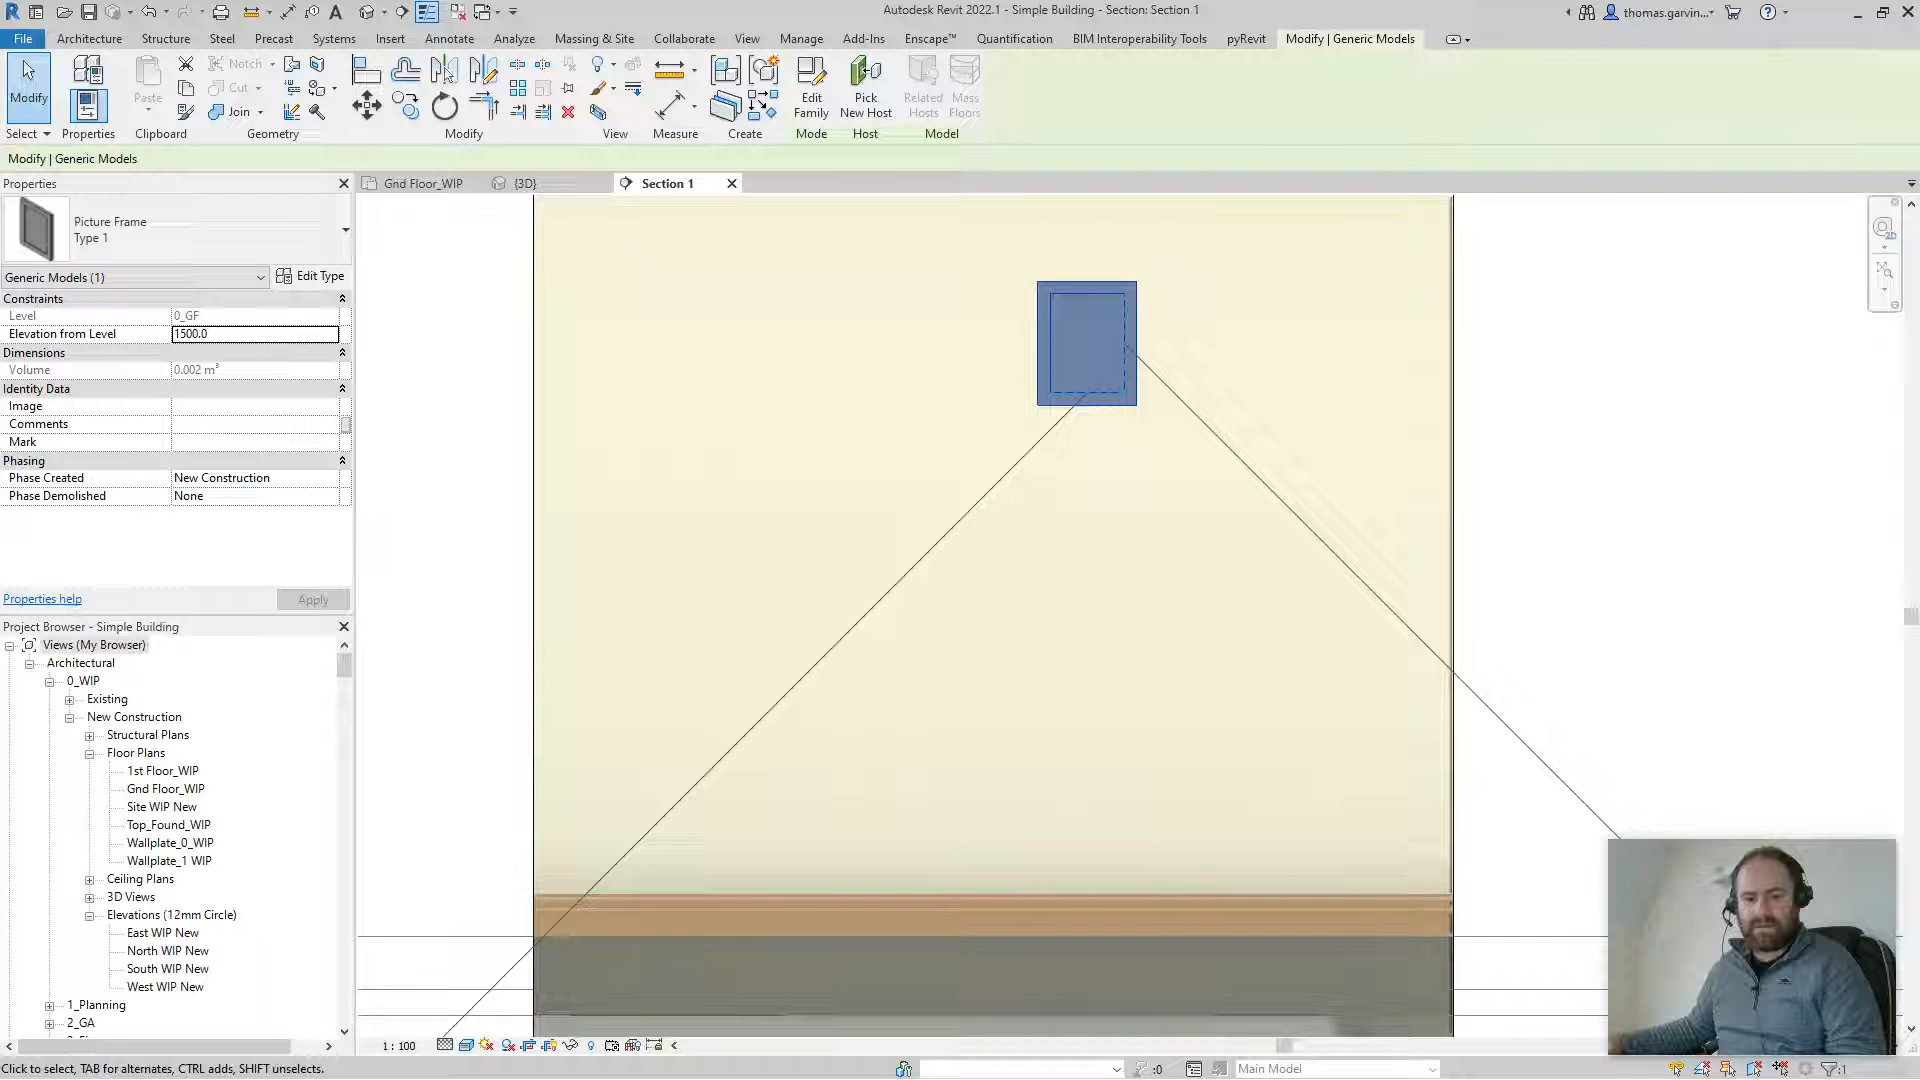 Autodesk Revit 2022.1 - Simple Building - Section: Section 1
thomas.garvin...
File
Architecture
Structure
Steel
Precast
Systems
Insert
Annotate
Analyze
Massing & Site
Collaborate
View
Manage
Add-Ins
Enscape™
Quantification
BIM Interoperability Tools
pyRevit
Modify | Generic Models
Modify
Paste
Notch
Cut
Join
Edit
Family
Pick
New Host
Related
Hosts
Mass
Floors
Select
Properties
Clipboard
Geometry
Modify
View
Measure
Create
Mode
Host
Model
Modify | Generic Models
Properties
Picture Frame
Type 1
Generic Models (1)
Edit Type
Constraints
Level 0_GF
Elevation from Level 1500.0
Dimensions
Volume 0.002 m³
Identity Data
Image
Comments
Mark
Phasing
Phase Created New Construction
Phase Demolished None
Properties help
Apply
Gnd Floor_WIP
{3D}
Section 1
Project Browser - Simple Building
Views (My Browser)
Architectural
0_WIP
Existing
New Construction
Structural Plans
Floor Plans
1st Floor_WIP
Gnd Floor_WIP
Site WIP New
Top_Found_WIP
Wallplate_0_WIP
Wallplate_1 WIP
Ceiling Plans
3D Views
Elevations (12mm Circle)
East WIP New
North WIP New
South WIP New
West WIP New
1_Planning
2_GA
1 : 100
Click to select, TAB for alternates, CTRL adds, SHIFT unselects.
:0
Main Model
:1